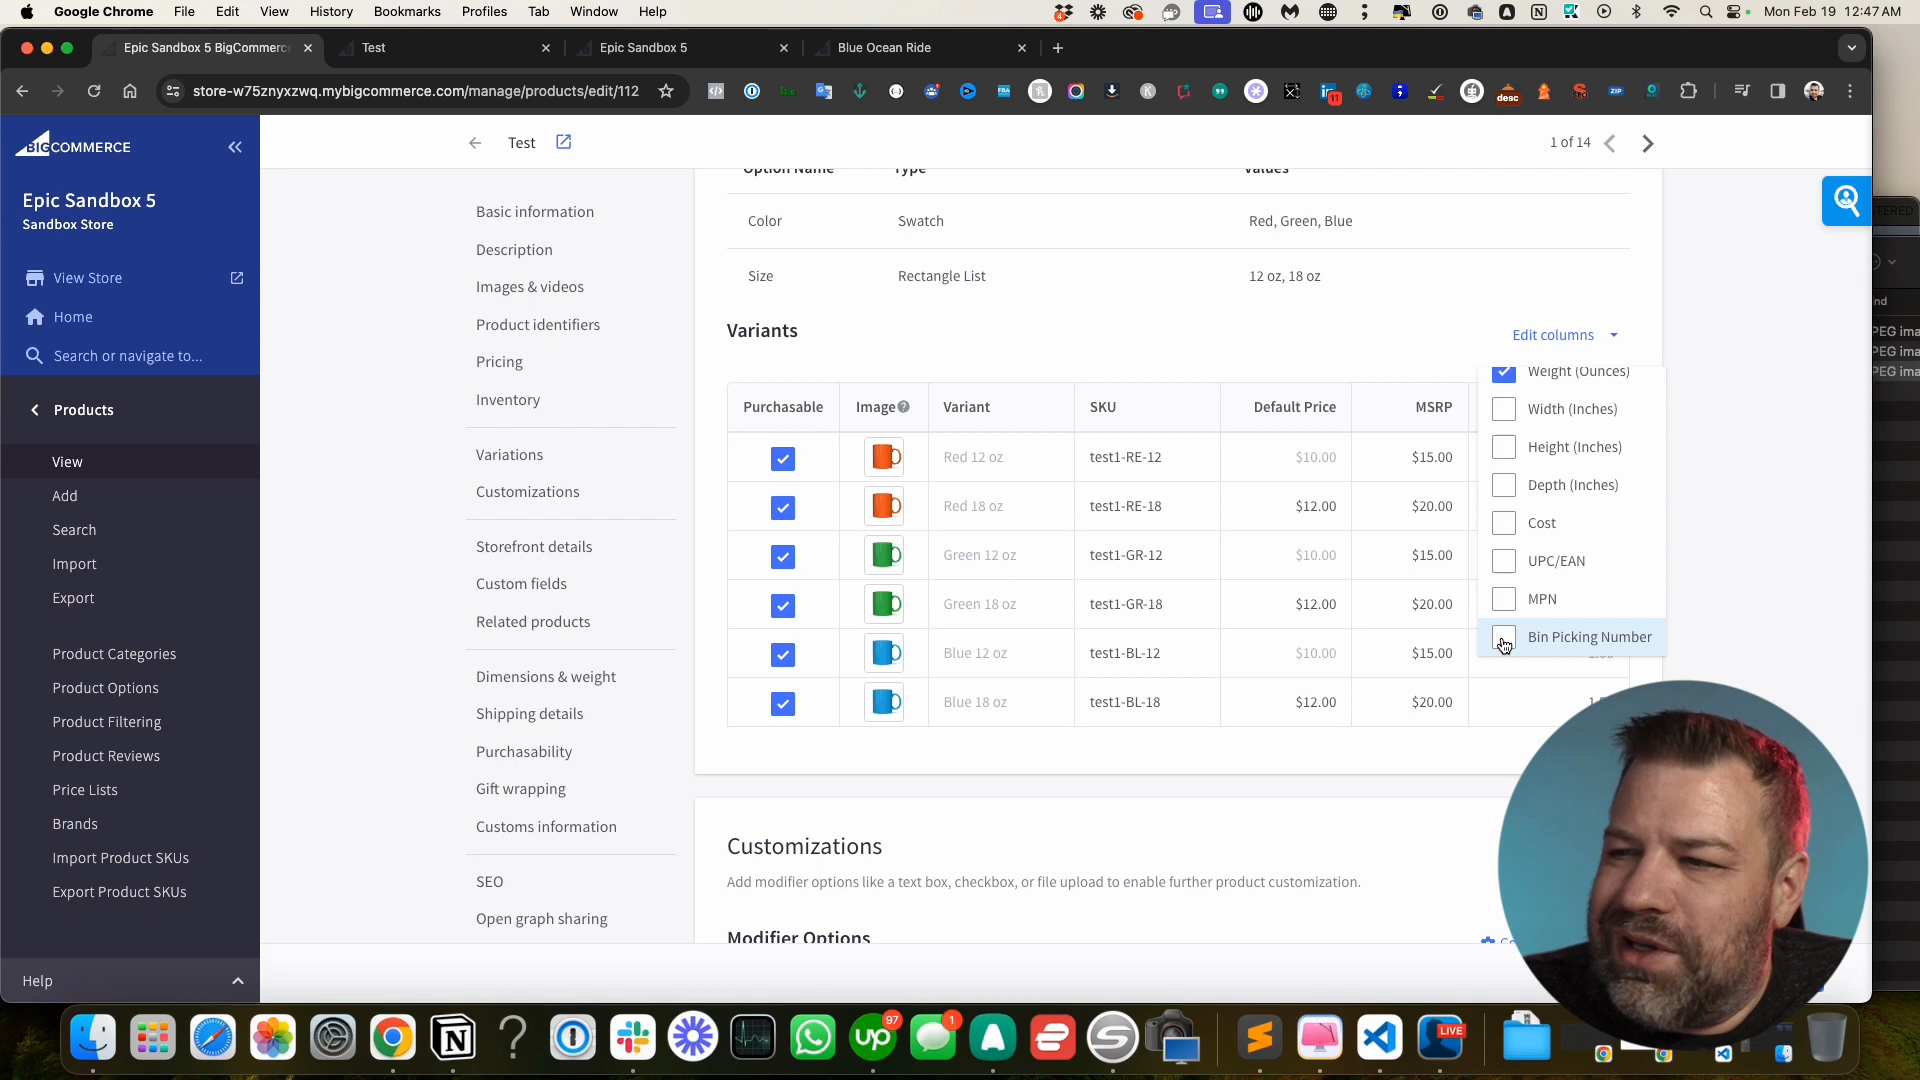 Google Chrome File Edit View History Bookmarks Profiles Tab Window Help Mon Feb 19 12:47 AM
Epic Sandbox 5 BigCommerc Test Epic Sandbox 5 Blue Ocean Ride
store-w75znyxzwq.mybigcommerce.com/manage/products/edit/112
BIGCOMMERCE
Test
1 of 14
Epic Sandbox 5
Sandbox Store
View Store
Home
Search or navigate to...
Products
View
Add
Search
Import
Export
Product Categories
Product Options
Product Filtering
Product Reviews
Price Lists
Brands
Import Product SKUs
Export Product SKUs
Help
Basic information
Description
Images & videos
Product identifiers
Pricing
Inventory
Variations
Customizations
Storefront details
Custom fields
Related products
Dimensions & weight
Shipping details
Purchasability
Gift wrapping
Customs information
SEO
Open graph sharing
Option Name Type Values
Color Swatch Red, Green, Blue
Size Rectangle List 12 oz, 18 oz
Variants
Edit columns
Purchasable Image Variant SKU Default Price MSRP
Red 12 oz test1-RE-12 $10.00 $15.00
Red 18 oz test1-RE-18 $12.00 $20.00
Green 12 oz test1-GR-12 $10.00 $15.00
Green 18 oz test1-GR-18 $12.00 $20.00
Blue 12 oz test1-BL-12 $10.00 $15.00
Blue 18 oz test1-BL-18 $12.00 $20.00
Weight (Ounces)
Width (Inches)
Height (Inches)
Depth (Inches)
Cost
UPC/EAN
MPN
Bin Picking Number
Customizations
Add modifier options like a text box, checkbox, or file upload to enable further product customization.
Modifier Options
97
1
LIVE